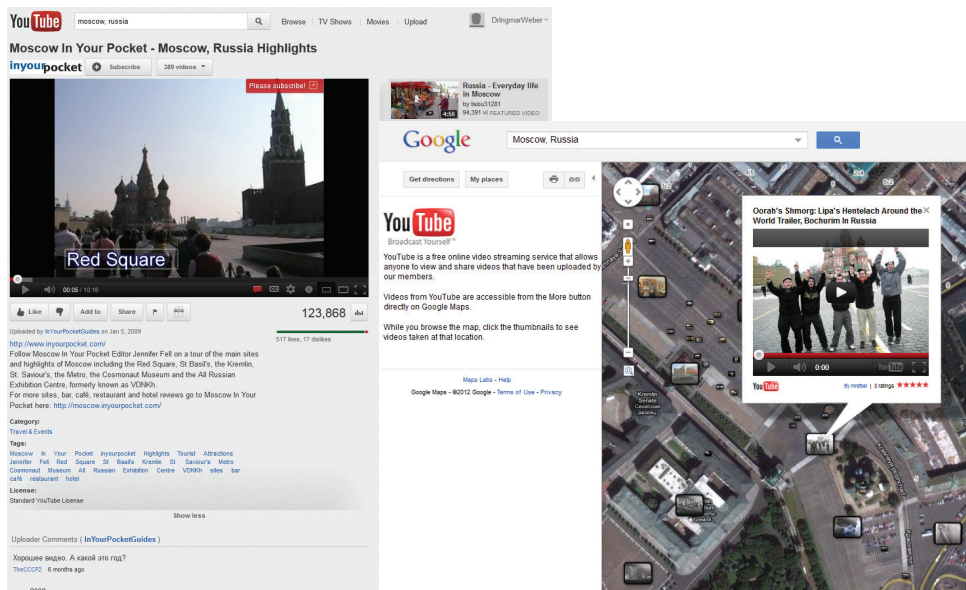 YouTube
moscow, russia
Browse | TV Shows | Movies | Upload
DrIngmarWeber
Moscow In Your Pocket - Moscow, Russia Highlights
inyourpocket
Subscribe
389 videos
Please subscribe!
Red Square
00:05 / 10:16
Like
Add to
Share
123,868
Uploaded by InYourPocketGuides on Jan 5, 2009
517 likes, 17 dislikes
http://www.inyourpocket.com/
Follow Moscow In Your Pocket Editor Jennifer Fell on a tour of the main sites
and highlights of Moscow including the Red Square, St Basil's, the Kremlin,
St. Saviour's, the Metro, the Cosmonaut Museum and the All Russian
Exhibition Centre, formerly known as VDNKh.
For more sites, bar, café, restaurant and hotel reviews go to Moscow In Your
Pocket here: http://moscow.inyourpocket.com/
Category:
Travel & Events
Tags:
Moscow In Your Pocket inyourpocket Highlights Tourist Attractions
Jennifer Fell Red Square St Basil's Kremlin St. Saviour's Metro
Cosmonaut Museum All Russian Exhibition Centre VDNKh sites bar
café restaurant hotel
License:
Standard YouTube License
Show less
Uploader Comments ( InYourPocketGuides )
Хорошее видео. А какой это год?
TheCCCP2 6 months ago
Russia - Everyday life
in Moscow
by tsiou31281
94,391 vi FEATURED VIDEO
4:56
Google
Moscow, Russia
Get directions
My places
YouTube
Broadcast Yourself™
YouTube is a free online video streaming service that allows
anyone to view and share videos that have been uploaded by
our members.
Videos from YouTube are accessible from the More button
directly on Google Maps.
While you browse the map, click the thumbnails to see
videos taken at that location.
Maps Labs - Help
Google Maps - ©2012 Google - Terms of Use - Privacy
Oorah's Shmorg: Lipa's Hentelach Around the
World Trailer, Bochurim In Russia
0:00
YouTube
YouTube
By mrelbei | 3 ratings
Kremlin
Senate
Сенатский
дворец